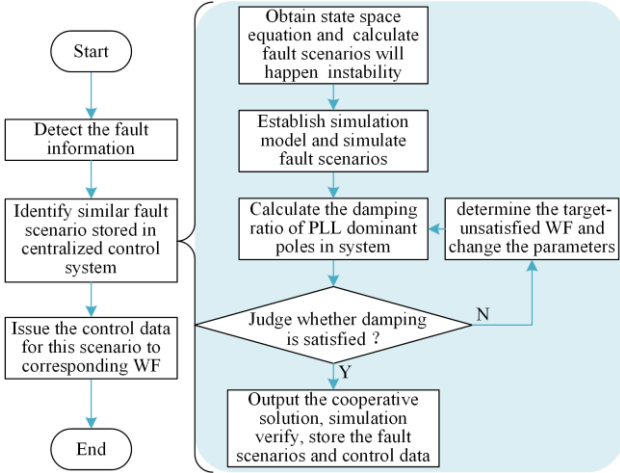 Start
Detect the fault
information
Identify similar fault
scenario stored in
centralized control
system
Issue the control data
for this scenario to
corresponding WF
End
Obtain state space
equation and calculate
fault scenarios will
happen instability
Establish simulation
model and simulate
fault scenarios
Calculate the damping
ratio of PLL dominant
poles in system
determine the target-
unsatisfied WF and
change the parameters
Judge whether damping
is satisfied ?
N
Y
Output the cooperative
solution, simulation
verify, store the fault
scenarios and control data